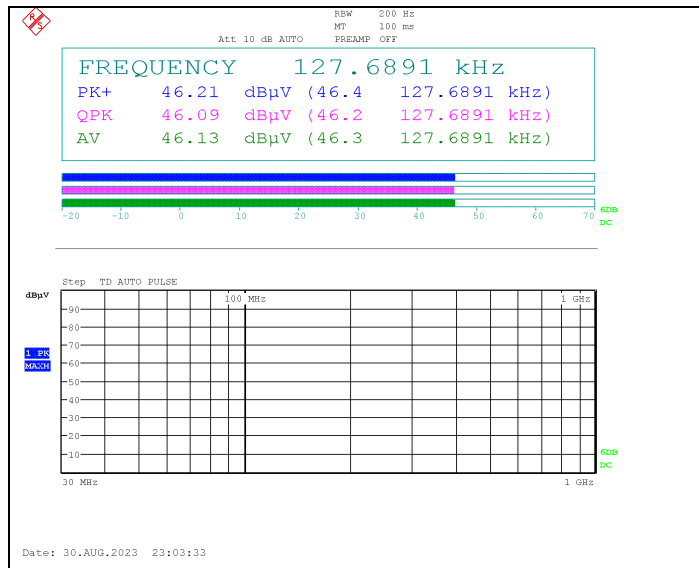 R S
RBW 200 Hz
MT 100 ms
Att 10 dB AUTO PREAMP OFF
FREQUENCY 127.6891 kHz
PK+ 46.21 dBµV (46.4 127.6891 kHz)
QPK 46.09 dBµV (46.2 127.6891 kHz)
AV 46.13 dBµV (46.3 127.6891 kHz)
-20 -10 0 10 20 30 40 50 60 70
6DB
DC
Step TD AUTO PULSE
dBµV
100 MHz 1 GHz
90
80
70
1 PK
MAXH
60
50
40
30
20
10
6DB
DC
30 MHz 1 GHz
Date: 30.AUG.2023 23:03:33